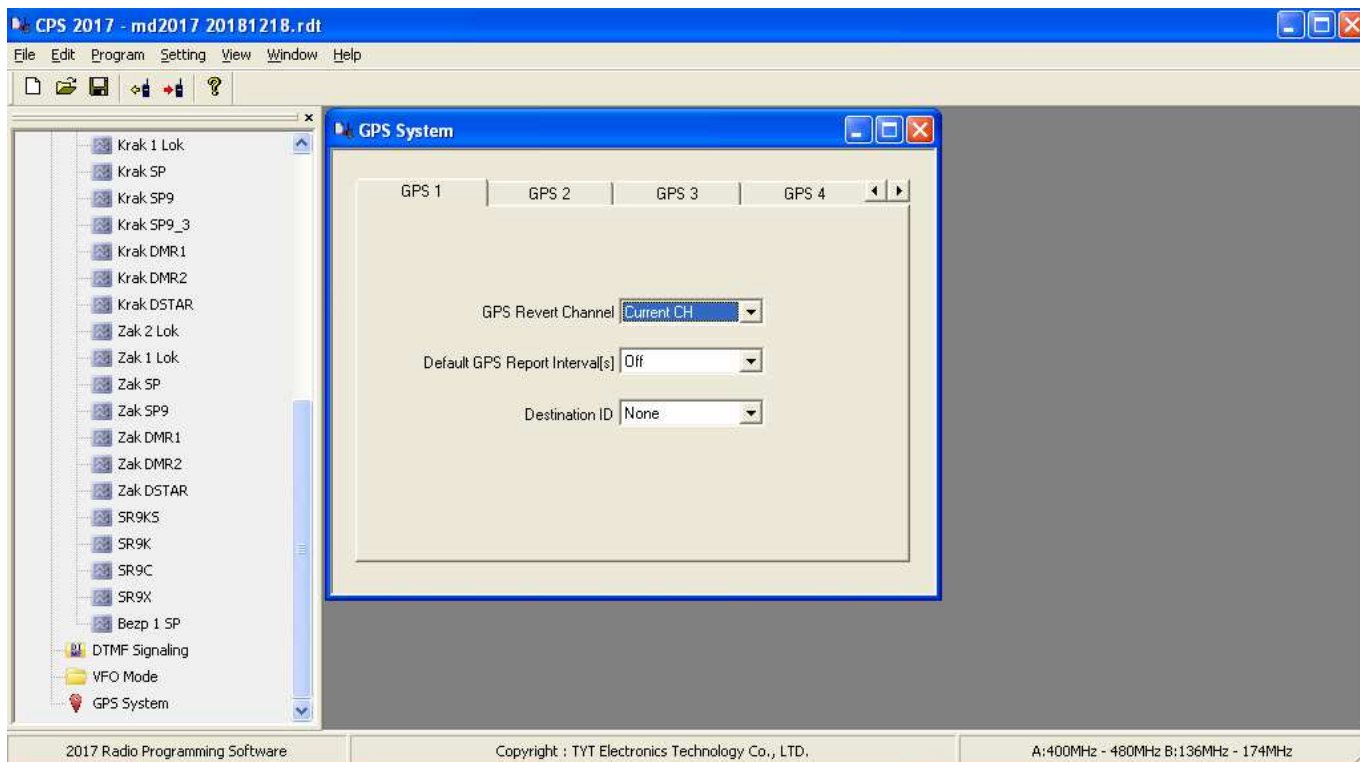 CPS 2017 - md2017 20181218.rdt
File Edit Program Setting View Window Help
Krak 1 Lok
Krak SP
Krak SP9
Krak SP9_3
Krak DMR1
Krak DMR2
Krak DSTAR
Zak 2 Lok
Zak 1 Lok
Zak SP
Zak SP9
Zak DMR1
Zak DMR2
Zak DSTAR
SR9KS
SR9K
SR9C
SR9X
Bezp 1 SP
DTMF Signaling
VFO Mode
GPS System
GPS System
GPS 1 GPS 2 GPS 3 GPS 4
GPS Revert Channel Current CH
Default GPS Report Interval[s] Off
Destination ID None
2017 Radio Programming Software Copyright : TYT Electronics Technology Co., LTD. A:400MHz - 480MHz B:136MHz - 174MHz